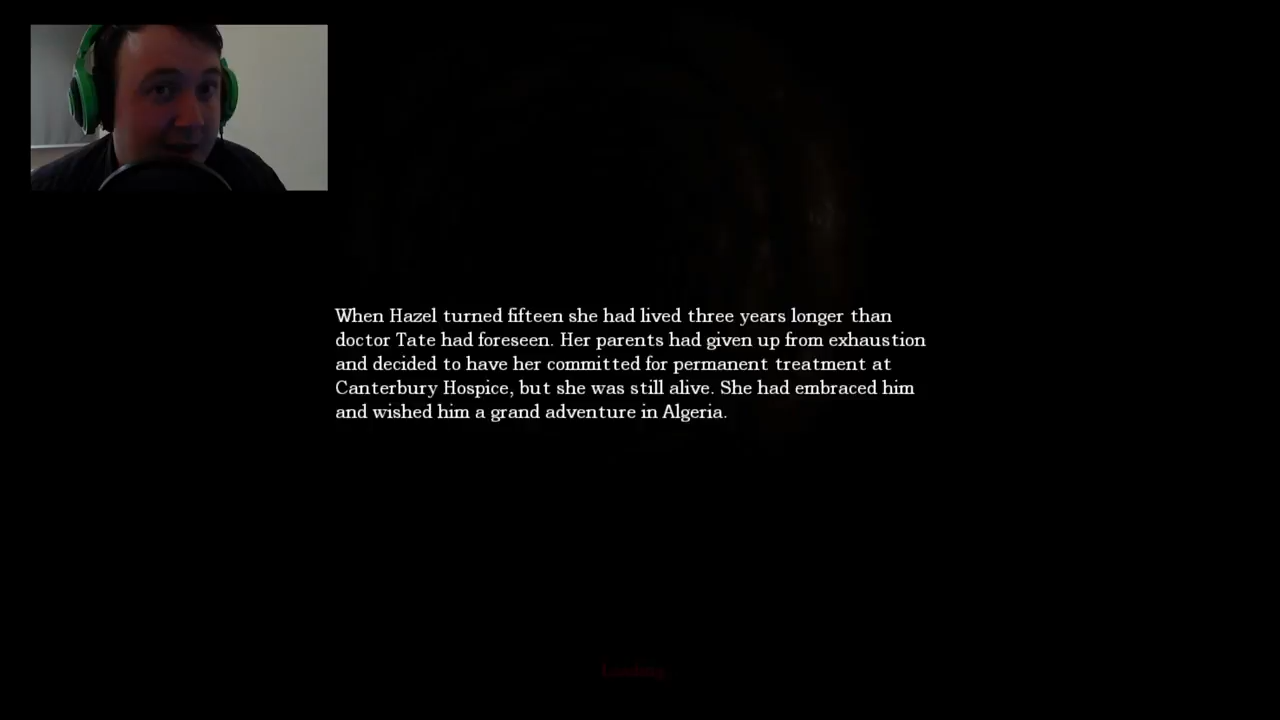 When Hazel turned fifteen she had lived three years longer than
doctor Tate had foreseen. Her parents had given up from exhaustion
and decided to have her committed for permanent treatment at
Canterbury Hospice, but she was still alive. She had embraced him
and wished him a grand adventure in Algeria.